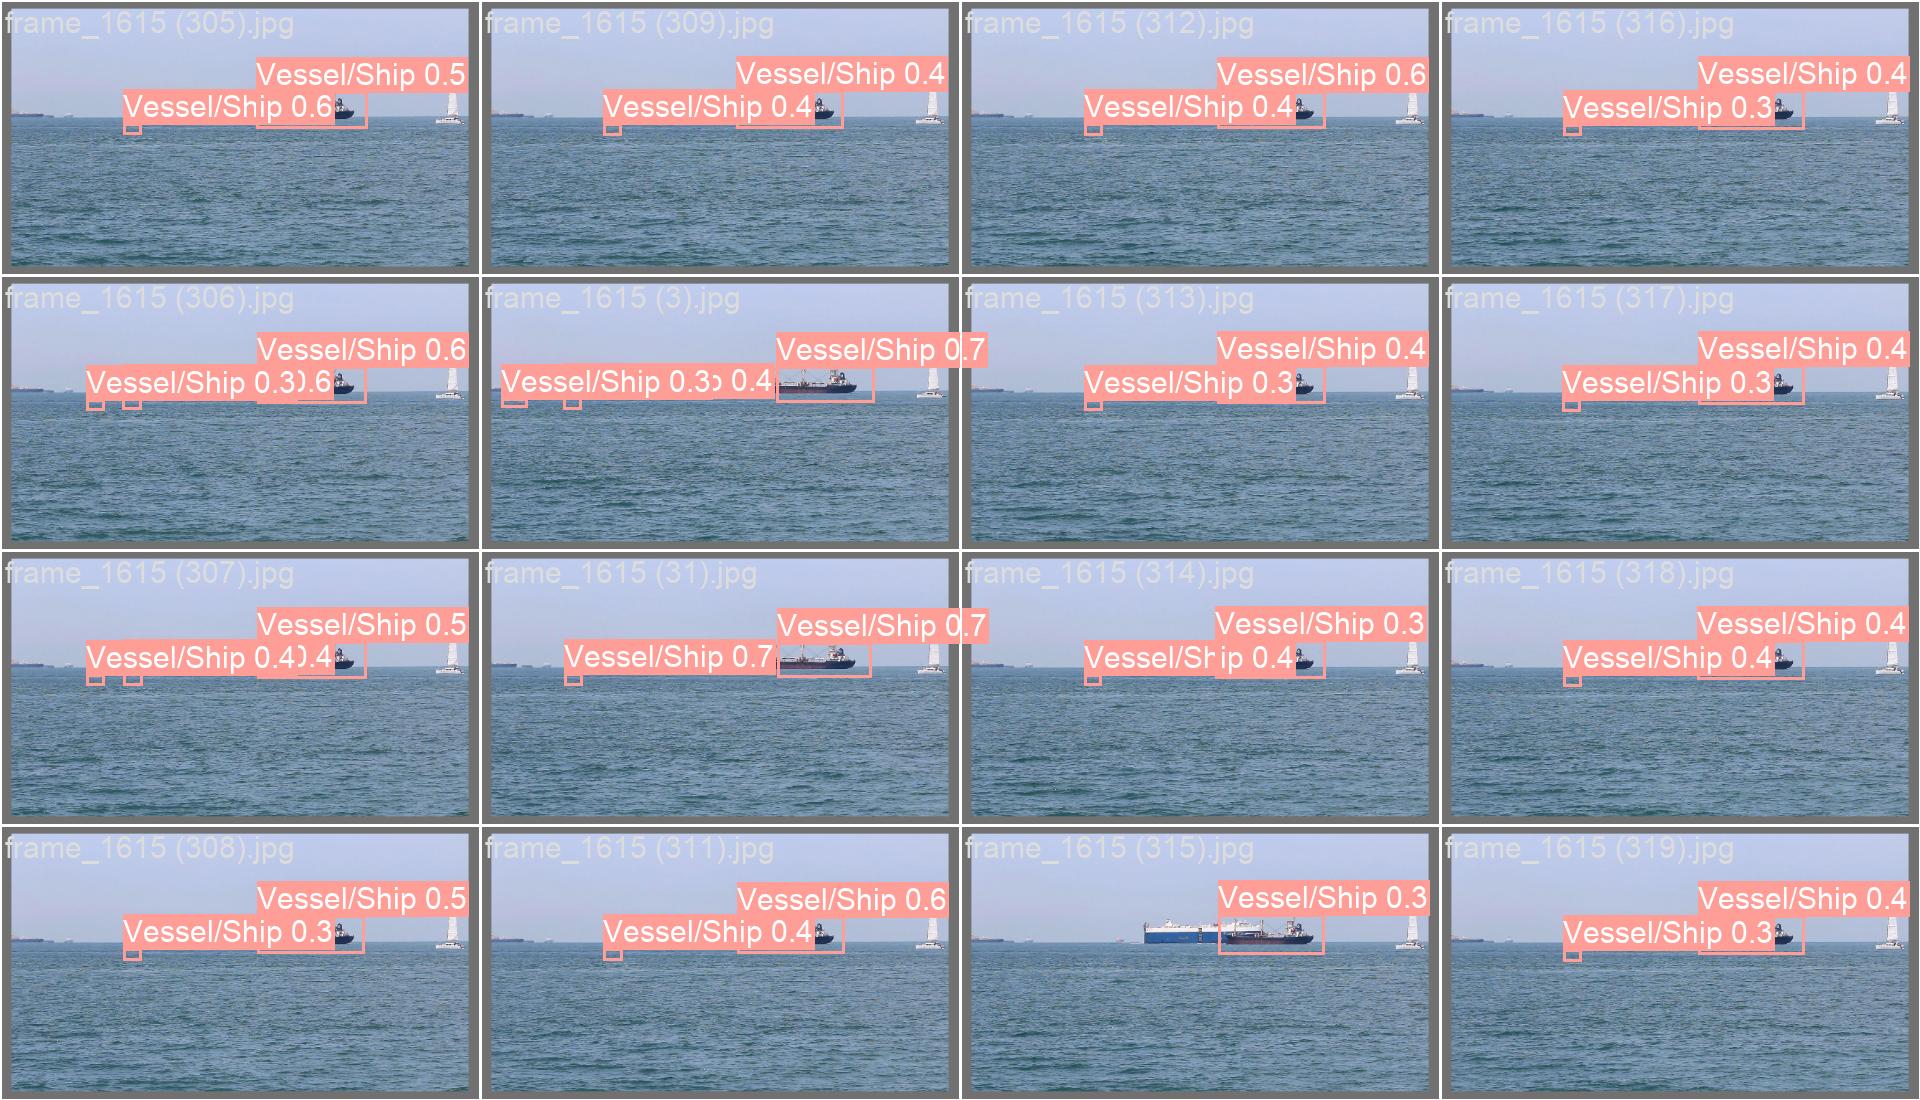 frame_1615 (305).jpg
Vessel/Ship 0.5
Vessel/Ship 0.6
frame_1615 (309).jpg
Vessel/Ship 0.4
Vessel/Ship 0.4
frame_1615 (312).jpg
Vessel/Ship 0.6
Vessel/Ship 0.4
frame_1615 (316).jpg
Vessel/Ship 0.4
Vessel/Ship 0.3
frame_1615 (306).jpg
Vessel/Ship 0.6
Vessel/Ship 0.3
0.6
frame_1615 (3).jpg
Vessel/Ship 0.7
Vessel/Ship 0.3
0.4
frame_1615 (313).jpg
Vessel/Ship 0.4
Vessel/Ship 0.3
frame_1615 (317).jpg
Vessel/Ship 0.4
Vessel/Ship 0.3
frame_1615 (307).jpg
Vessel/Ship 0.5
Vessel/Ship 0.4
0.4
frame_1615 (31).jpg
Vessel/Ship 0.7
Vessel/Ship 0.7
frame_1615 (314).jpg
Vessel/Ship 0.3
Vessel/Ship 0.4
frame_1615 (318).jpg
Vessel/Ship 0.4
Vessel/Ship 0.4
frame_1615 (308).jpg
Vessel/Ship 0.5
Vessel/Ship 0.3
frame_1615 (311).jpg
Vessel/Ship 0.6
Vessel/Ship 0.4
frame_1615 (315).jpg
Vessel/Ship 0.3
frame_1615 (319).jpg
Vessel/Ship 0.4
Vessel/Ship 0.3